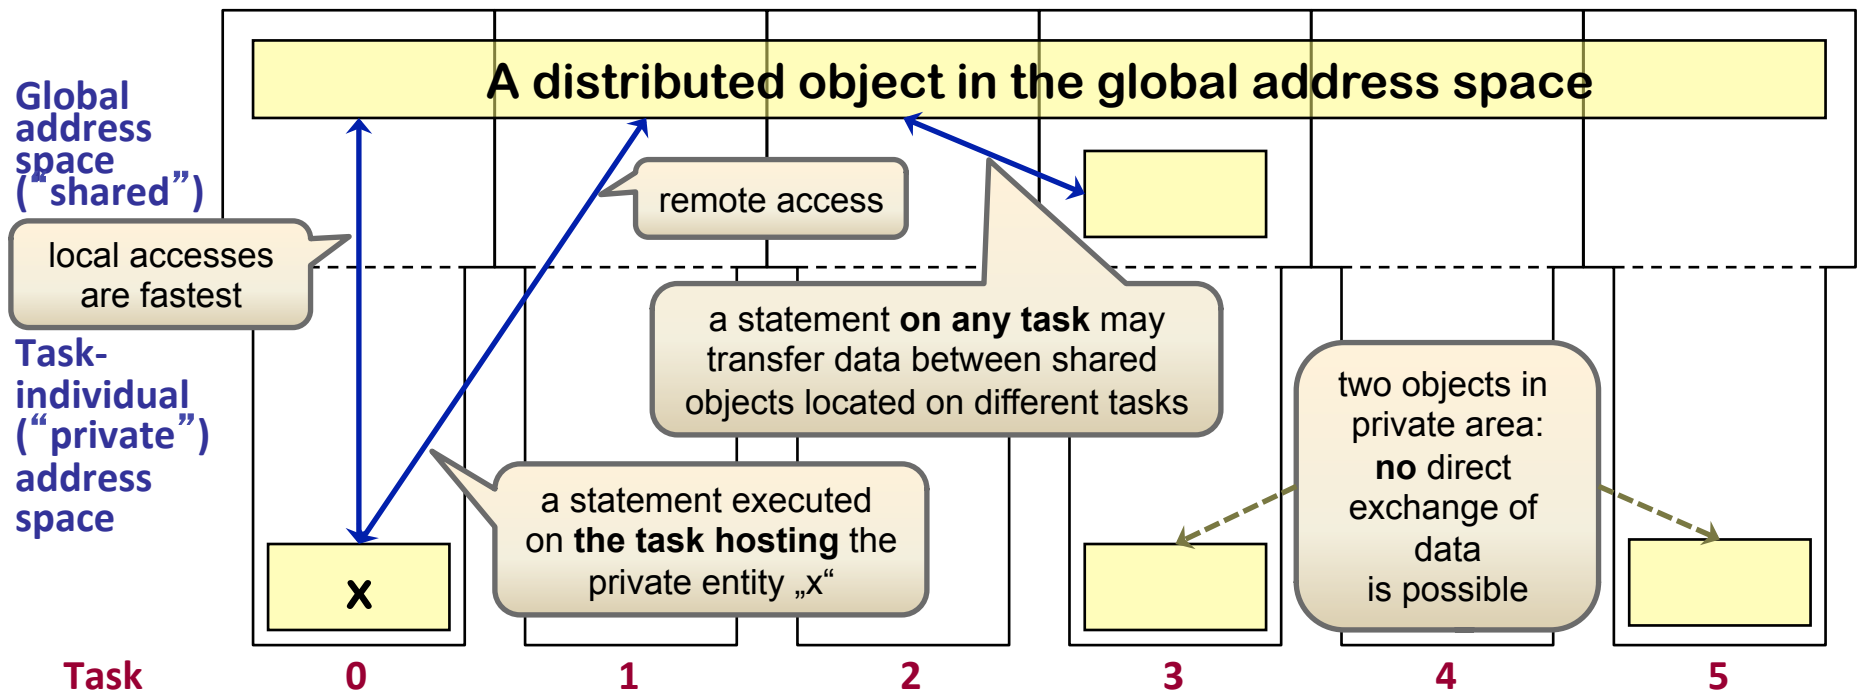 A distributed object in the global address space
Global
address
space
(“shared”)
remote access
local accesses
are fastest
a statement on any task may
transfer data between shared
objects located on different tasks
Task-
individual
(“private”)
address
space
two objects in
private area:
no direct
exchange of
data
is possible
a statement executed
on the task hosting the
private entity „x“
x
Task 0 1 2 3 4 5